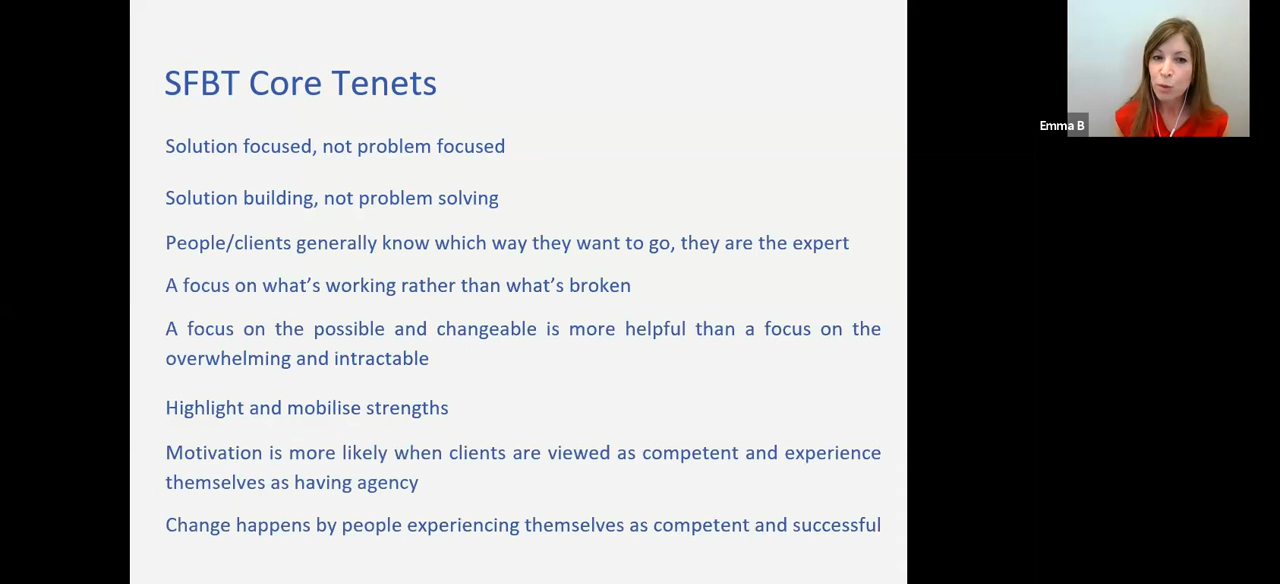 SFBT Core Tenets
Solution focused, not problem focused
Solution building, not problem solving
People/clients generally know which way they want to go, they are the expert
A focus on what’s working rather than what’s broken
A focus on the possible and changeable is more helpful than a focus on the
overwhelming and intractable
Highlight and mobilise strengths
Motivation is more likely when clients are viewed as competent and experience
themselves as having agency
Change happens by people experiencing themselves as competent and successful
Emma B